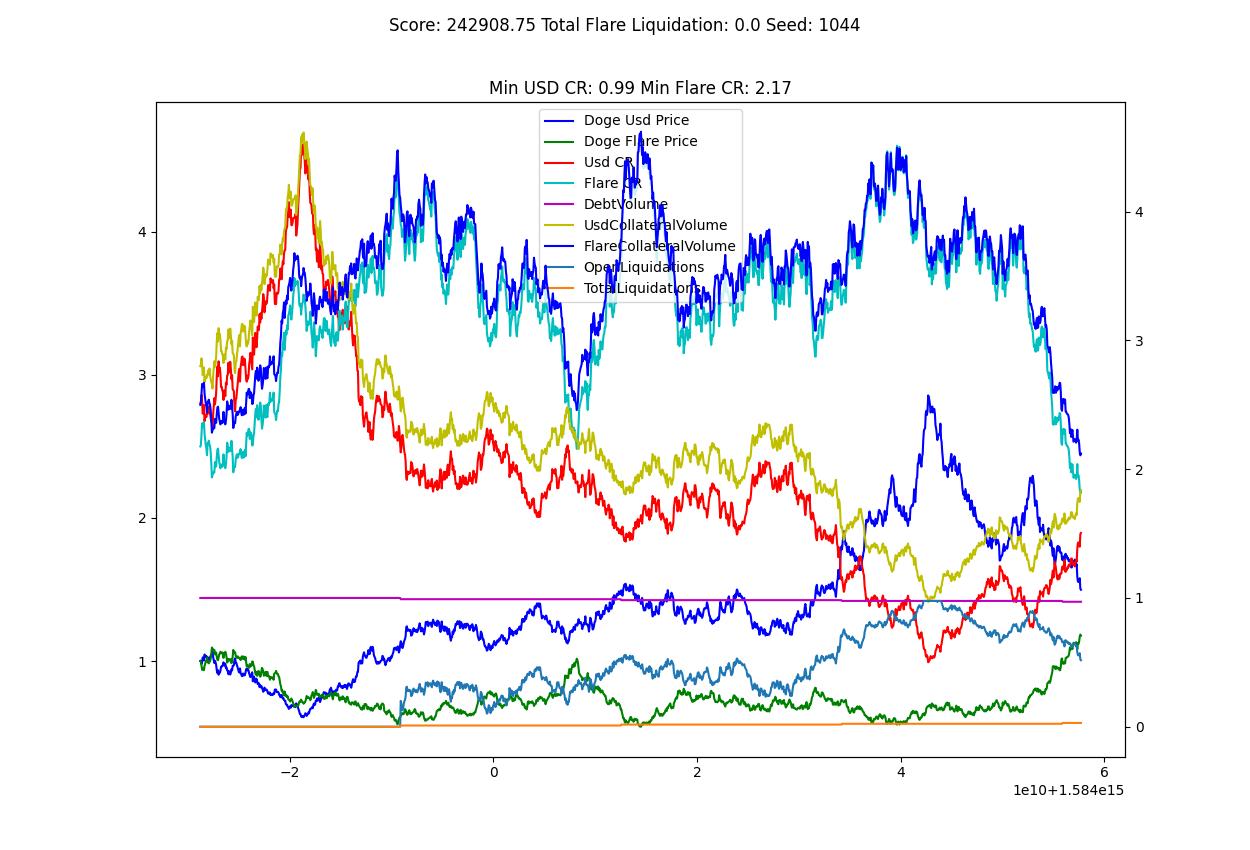 Score: 242908.75 Total Flare Liquidation: 0.0 Seed: 1044
Min USD CR: 0.99 Min Flare CR: 2.17
Doge Usd Price
Doge Flare Price
Usd CR
Flare CR
DebtVolume
UsdCollateralVolume
FlareCollateralVolume
OpenLiquidations
TotalLiquidations
4
3
2
1
4
3
2
1
0
−2
0
2
4
6
1e10+1.584e15